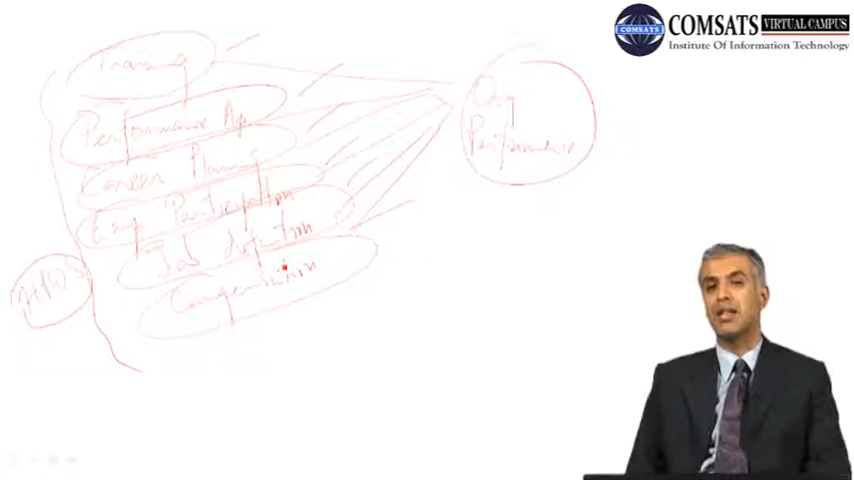 COMSATS VIRTUAL CAMPUS
COMSATS
Institute Of Information Technology
Training
Performance Ap
Career Planning
Emp Participation
Job definition
Compensation
Org
Performance